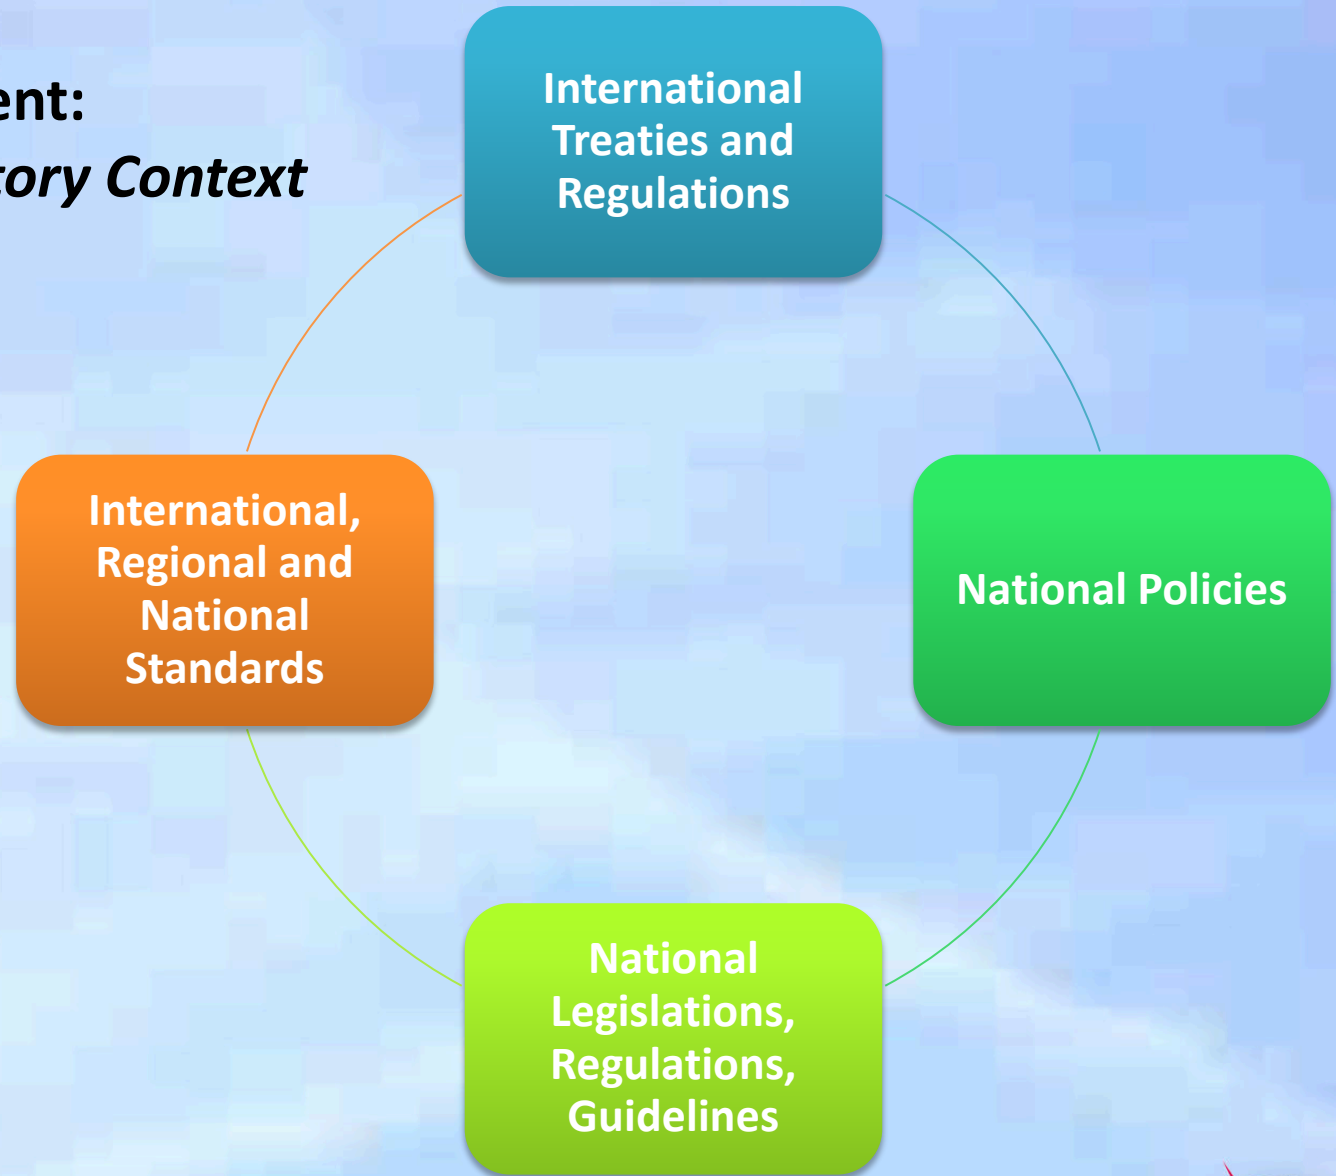 ent:
tory Context
International
Treaties and
Regulations
International,
Regional and
National
Standards
National Policies
National
Legislations,
Regulations,
Guidelines